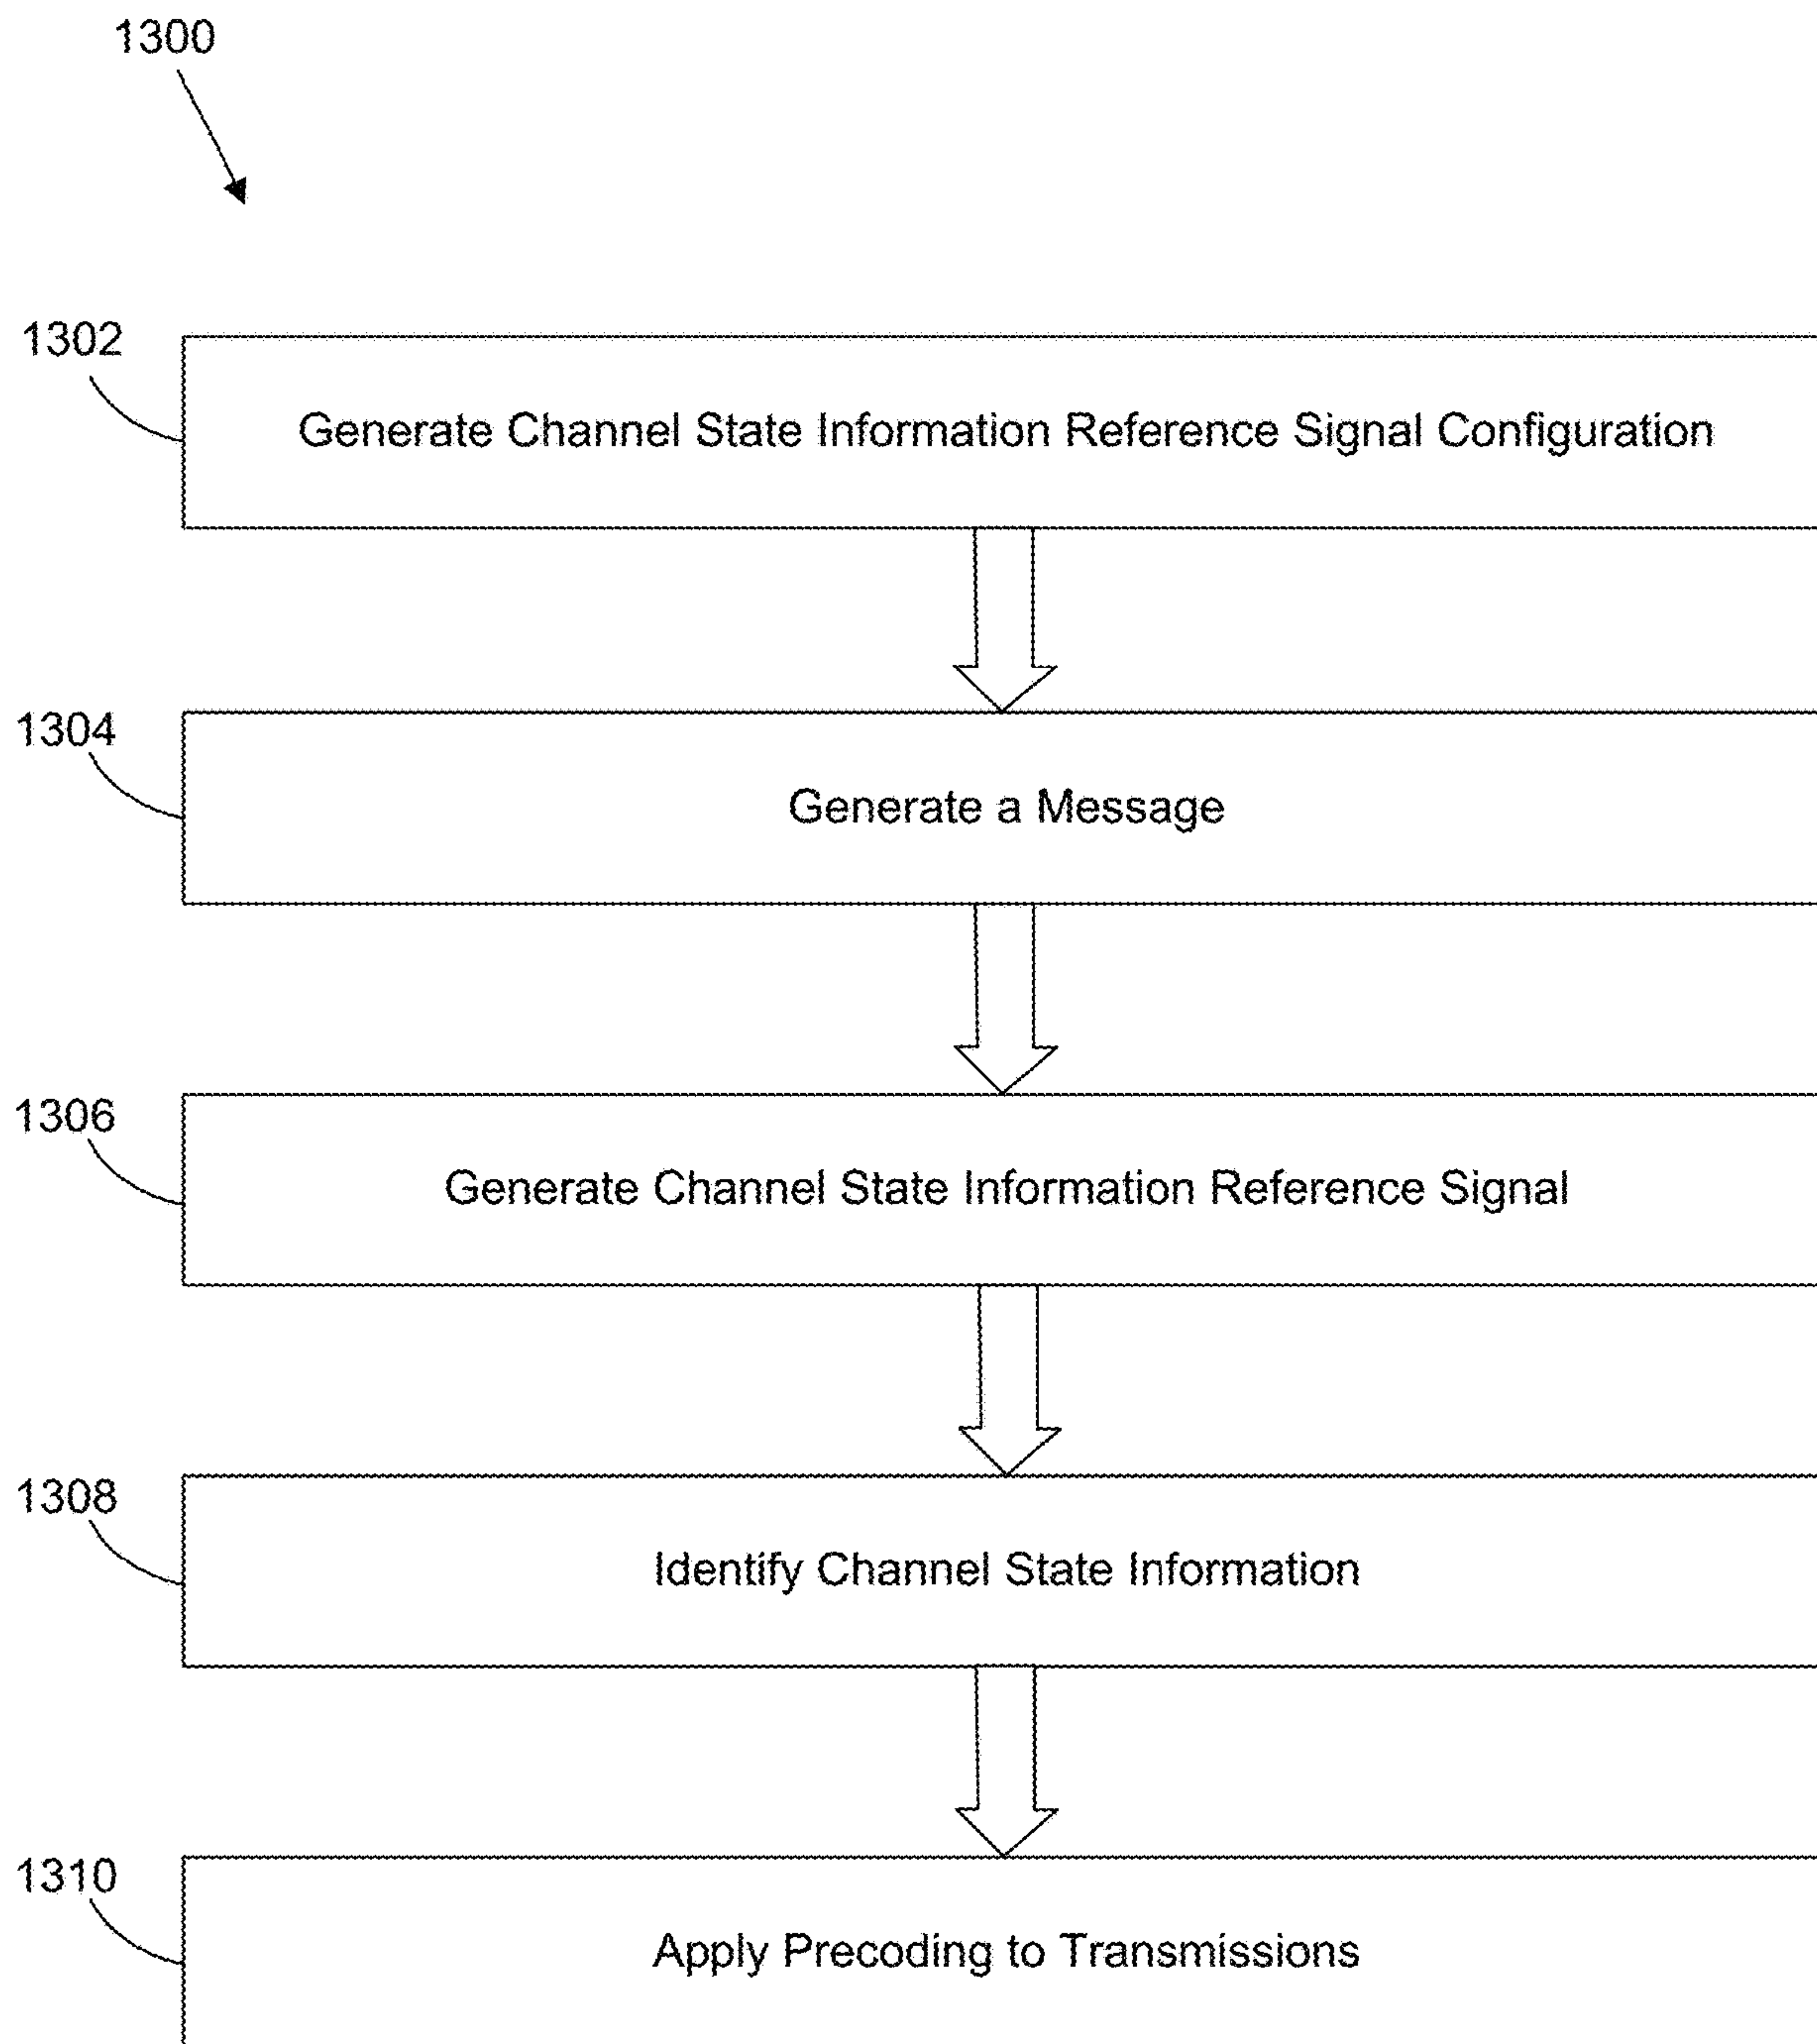 1300
1302
Generate Channel State Information Reference Signal Configuration
1304
Generate a Message
1306
Generate Channel State Information Reference Signal
1308
Identify Channel State Information
1310
Apply Precoding to Transmissions